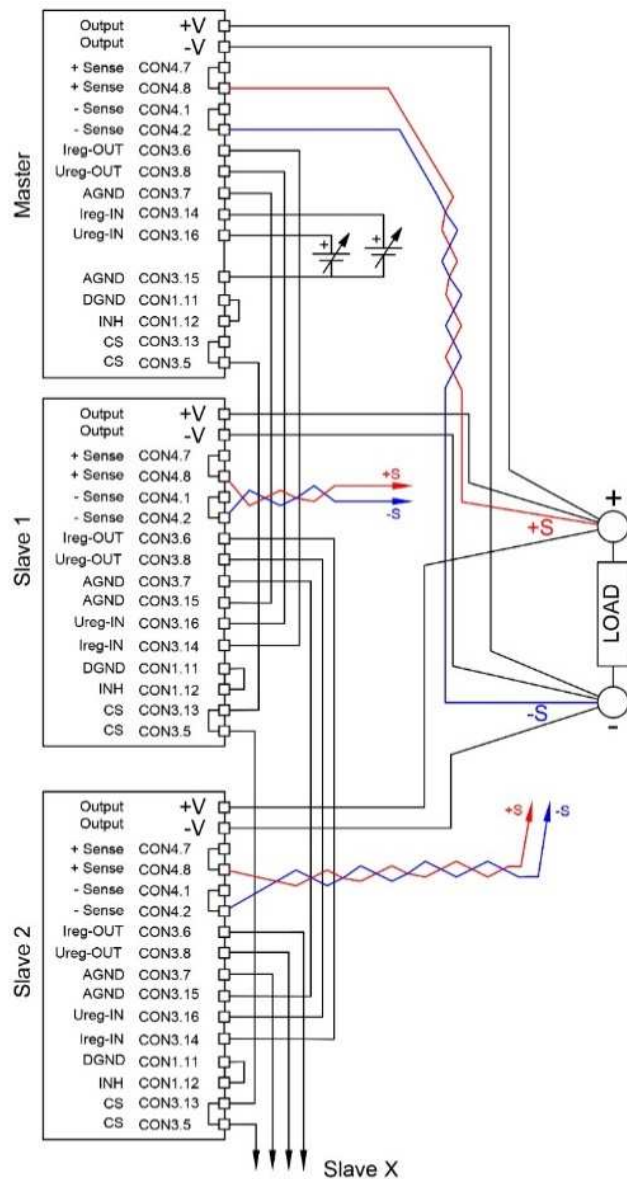 Master
Output +V
Output -V
+ Sense CON4.7
+ Sense CON4.8
- Sense CON4.1
- Sense CON4.2
Ireg-OUT CON3.6
Ureg-OUT CON3.8
AGND CON3.7
Ireg-IN CON3.14
Ureg-IN CON3.16
AGND CON3.15
DGND CON1.11
INH CON1.12
CS CON3.13
CS CON3.5
+
+
Slave 1
Output +V
Output -V
+ Sense CON4.7
+ Sense CON4.8
- Sense CON4.1
- Sense CON4.2
Ireg-OUT CON3.6
Ureg-OUT CON3.8
AGND CON3.7
AGND CON3.15
Ureg-IN CON3.16
Ireg-IN CON3.14
DGND CON1.11
INH CON1.12
CS CON3.13
CS CON3.5
+S
-S
+
+S
LOAD
-S
-
Slave 2
Output +V
Output -V
+ Sense CON4.7
+ Sense CON4.8
- Sense CON4.1
- Sense CON4.2
Ireg-OUT CON3.6
Ureg-OUT CON3.8
AGND CON3.7
AGND CON3.15
Ureg-IN CON3.16
Ireg-IN CON3.14
DGND CON1.11
INH CON1.12
CS CON3.13
CS CON3.5
+S -S
Slave X